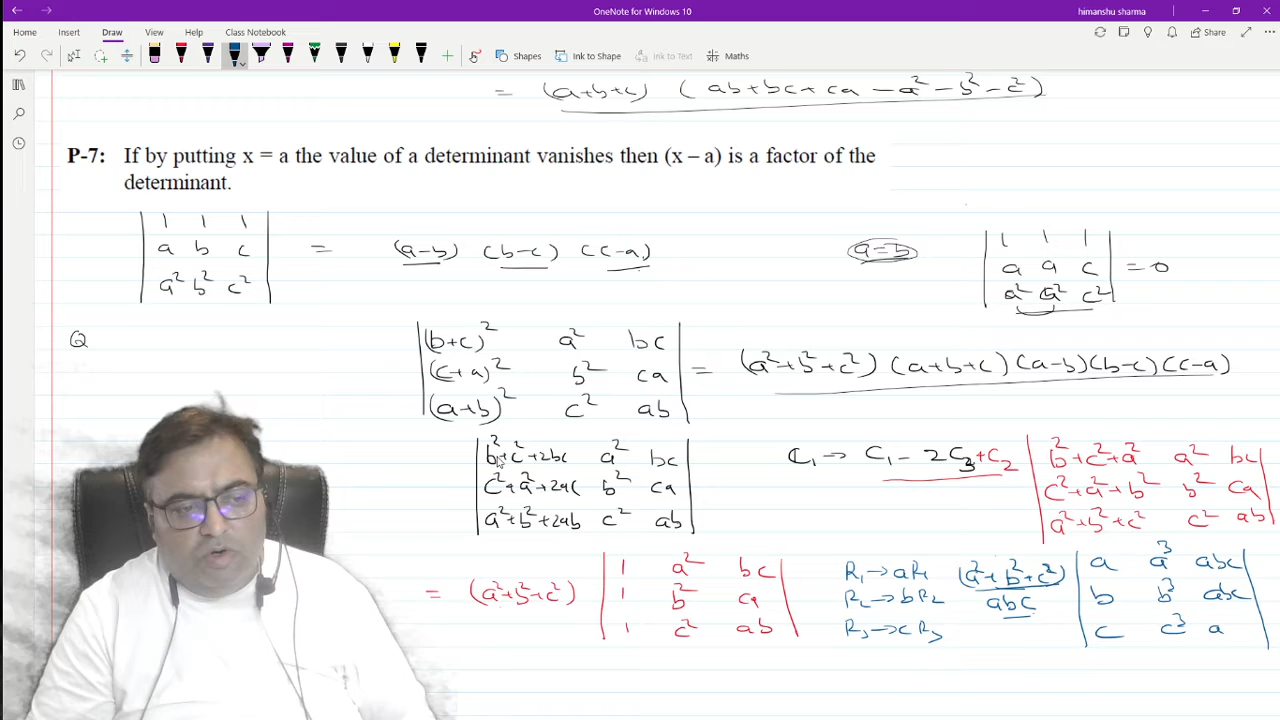 OneNote for Windows 10
himanshu sharma
Home Insert Draw View Help Class Notebook
Share
Shapes Ink to Shape Ink to Text Maths
= (a+b+c) (ab+bc+ca −a²−b²−c²)
P-7: If by putting x = a the value of a determinant vanishes then (x – a) is a factor of the
determinant.
| 1 1 1 |
| a b c | = (a−b) (b−c) (c−a)
| a² b² c² |
a=b
| 1 1 1 |
| a a c | = 0
| a² a² c² |
Q
| (b+c)² a² bc |
| (c+a)² b² ca | = (a²+b²+c²) (a+b+c) (a−b) (b−c) (c−a)
| (a+b)² c² ab |
| b²+c²+2bc a² bc |
| c²+a²+2ac b² ca |
| a²+b²+2ab c² ab |
C₁ → C₁ − 2C₃ + C₂
| b²+c²+a² a² bc |
| c²+a²+b² b² ca |
| a²+b²+c² c² ab |
| 1 a² bc |
= (a²+b²+c²) | 1 b² ca |
| 1 c² ab |
R₁ → aR₁
R₂ → bR₂
R₃ → cR₃
(a²+b²+c²)
abc
| a a³ abc |
| b b³ abc |
| c c³ a |